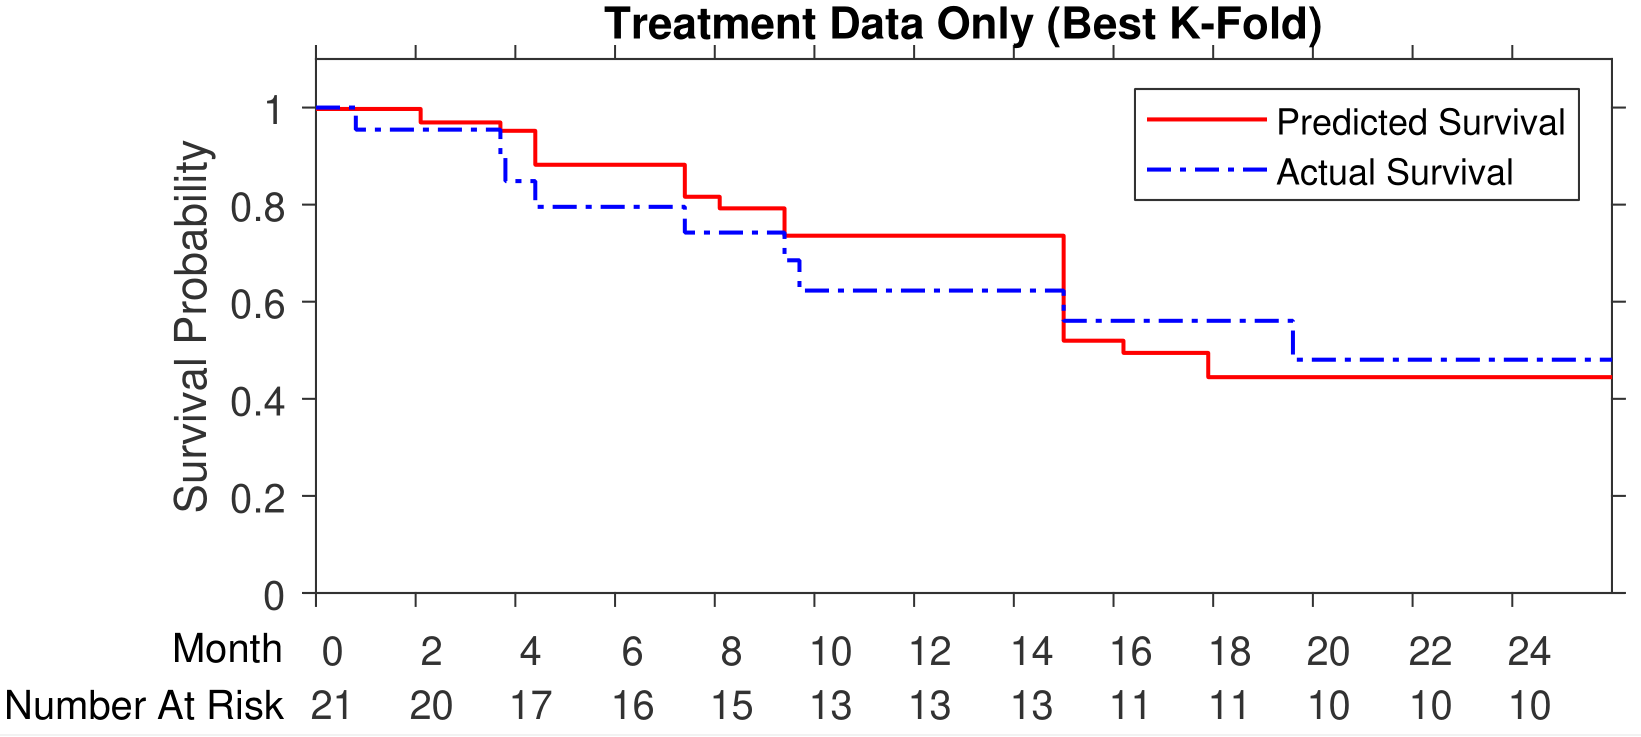 Treatment Data Only (Best K-Fold)
Predicted Survival
Actual Survival
Survival Probability
1
0.8
0.6
0.4
0.2
0
Month 0 2 4 6 8 10 12 14 16 18 20 22 24
Number At Risk 21 20 17 16 15 13 13 13 11 11 10 10 10